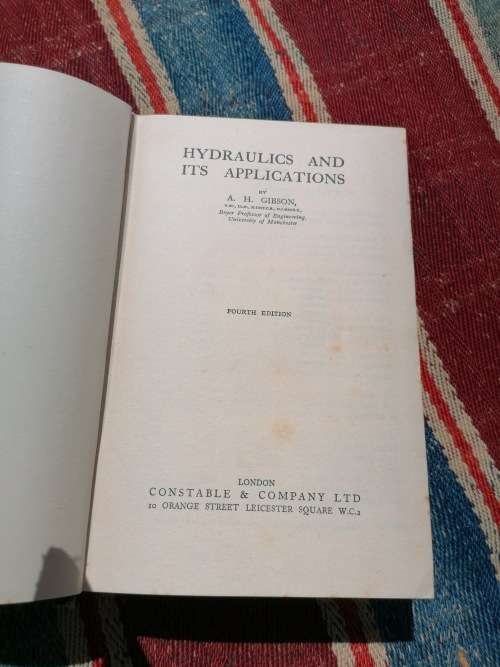 HYDRAULICS AND
ITS APPLICATIONS
BY
A. H. GIBSON,
Beyer Professor of Engineering,
University of Manchester
FOURTH EDITION
LONDON
CONSTABLE & COMPANY LTD
10 ORANGE STREET LEICESTER SQUARE W.C.2